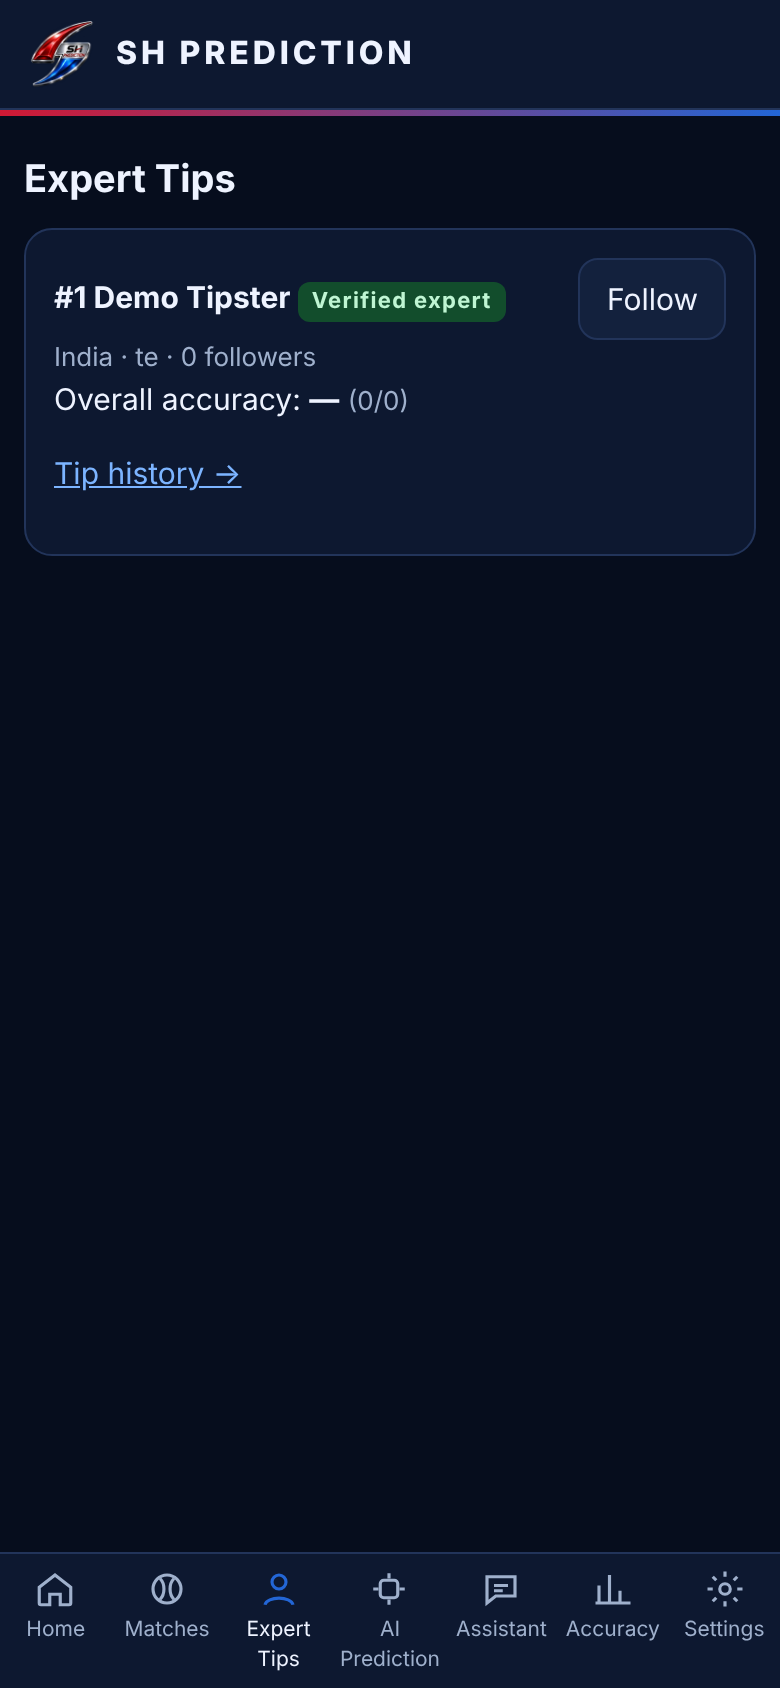 SH
SH PREDICTION
Expert Tips
#1 Demo Tipster Verified expert
Follow
India · te · 0 followers
Overall accuracy: — (0/0)
Tip history →
Home
Matches
Expert
Tips
AI
Prediction
Assistant
Accuracy
Settings